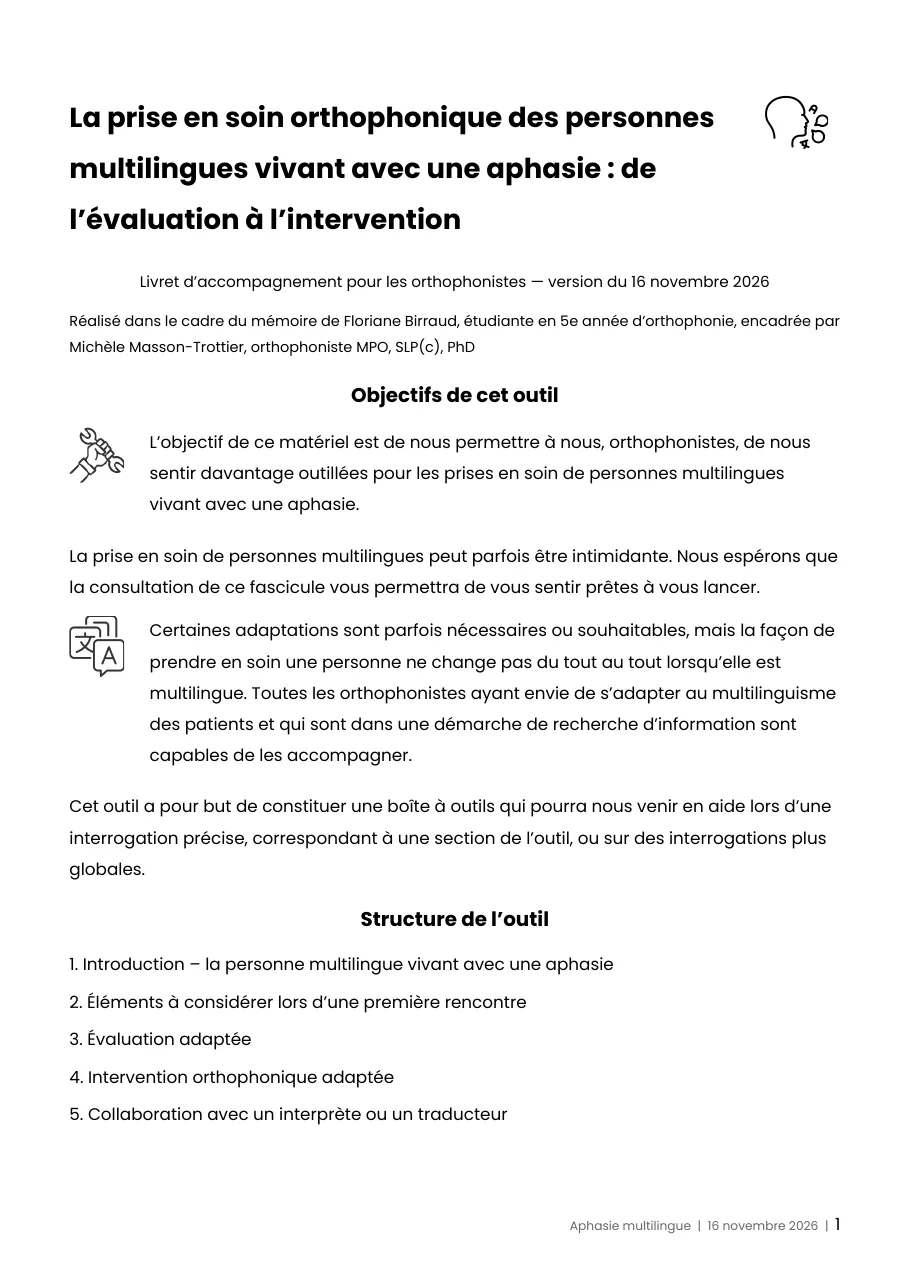 La prise en soin orthophonique des personnes
multilingues vivant avec une aphasie : de
l’évaluation à l’intervention
Livret d’accompagnement pour les orthophonistes — version du 16 novembre 2026
Réalisé dans le cadre du mémoire de Floriane Birraud, étudiante en 5e année d’orthophonie, encadrée par
Michèle Masson-Trottier, orthophoniste MPO, SLP(c), PhD
Objectifs de cet outil
L’objectif de ce matériel est de nous permettre à nous, orthophonistes, de nous
sentir davantage outillées pour les prises en soin de personnes multilingues
vivant avec une aphasie.
La prise en soin de personnes multilingues peut parfois être intimidante. Nous espérons que
la consultation de ce fascicule vous permettra de vous sentir prêtes à vous lancer.
文
A
Certaines adaptations sont parfois nécessaires ou souhaitables, mais la façon de
prendre en soin une personne ne change pas du tout au tout lorsqu’elle est
multilingue. Toutes les orthophonistes ayant envie de s’adapter au multilinguisme
des patients et qui sont dans une démarche de recherche d’information sont
capables de les accompagner.
Cet outil a pour but de constituer une boîte à outils qui pourra nous venir en aide lors d’une
interrogation précise, correspondant à une section de l’outil, ou sur des interrogations plus
globales.
Structure de l’outil
1. Introduction – la personne multilingue vivant avec une aphasie
2. Éléments à considérer lors d’une première rencontre
3. Évaluation adaptée
4. Intervention orthophonique adaptée
5. Collaboration avec un interprète ou un traducteur
Aphasie multilingue | 16 novembre 2026 | 1